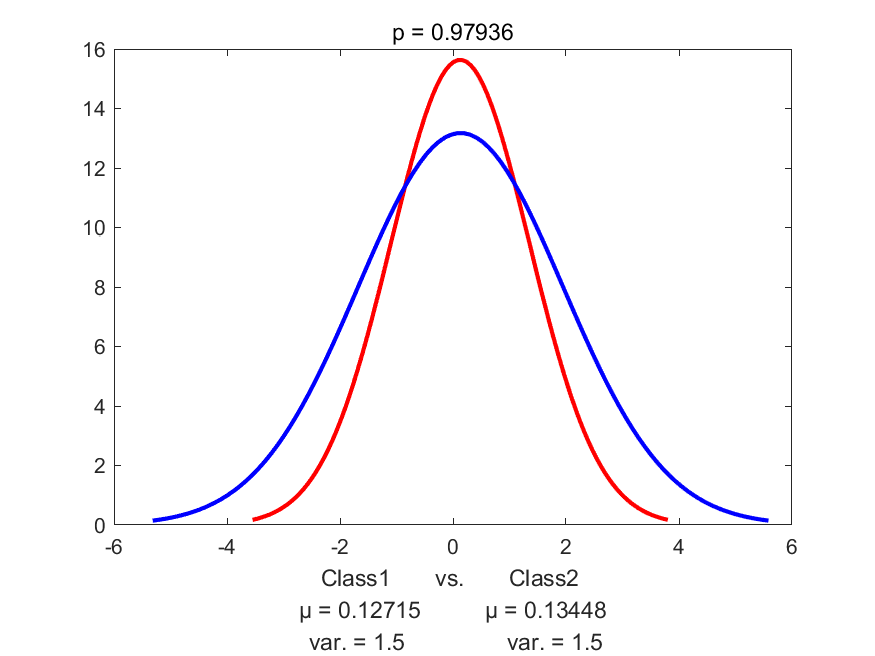 p = 0.97936
16
14
12
10
8
6
4
2
0
-6 -4 -2 0 2 4 6
Class1 vs. Class2
μ = 0.12715 μ = 0.13448
var. = 1.5 var. = 1.5